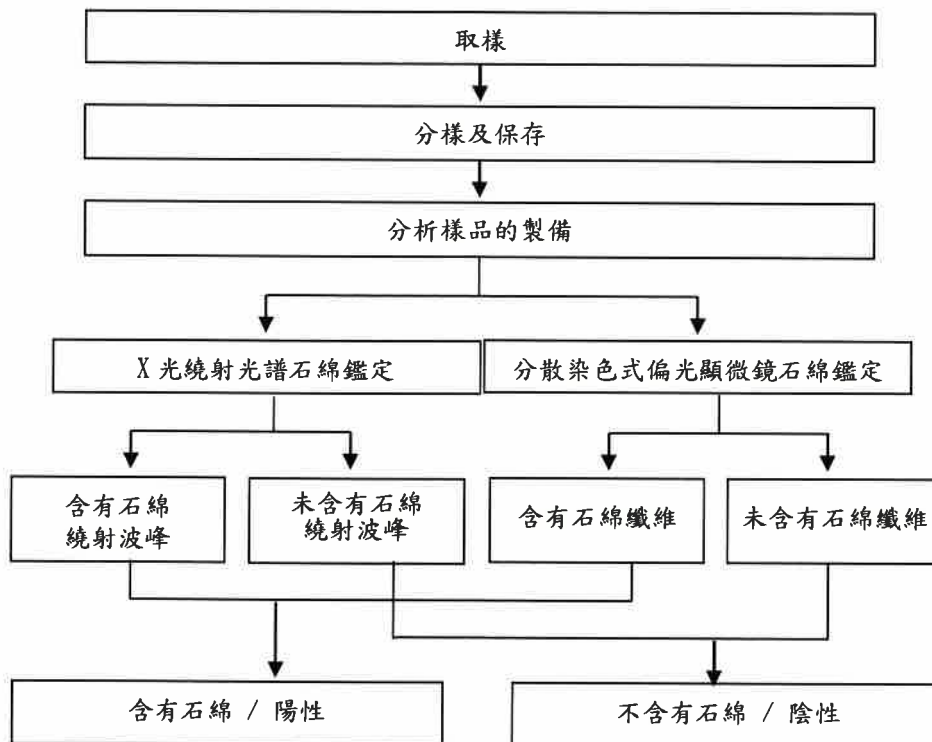 取樣
分樣及保存
分析樣品的製備
X 光繞射光譜石綿鑑定
分散染色式偏光顯微鏡石綿鑑定
含有石綿
繞射波峰
未含有石綿
繞射波峰
含有石綿纖維
未含有石綿纖維
含有石綿 / 陽性
不含有石綿 / 陰性